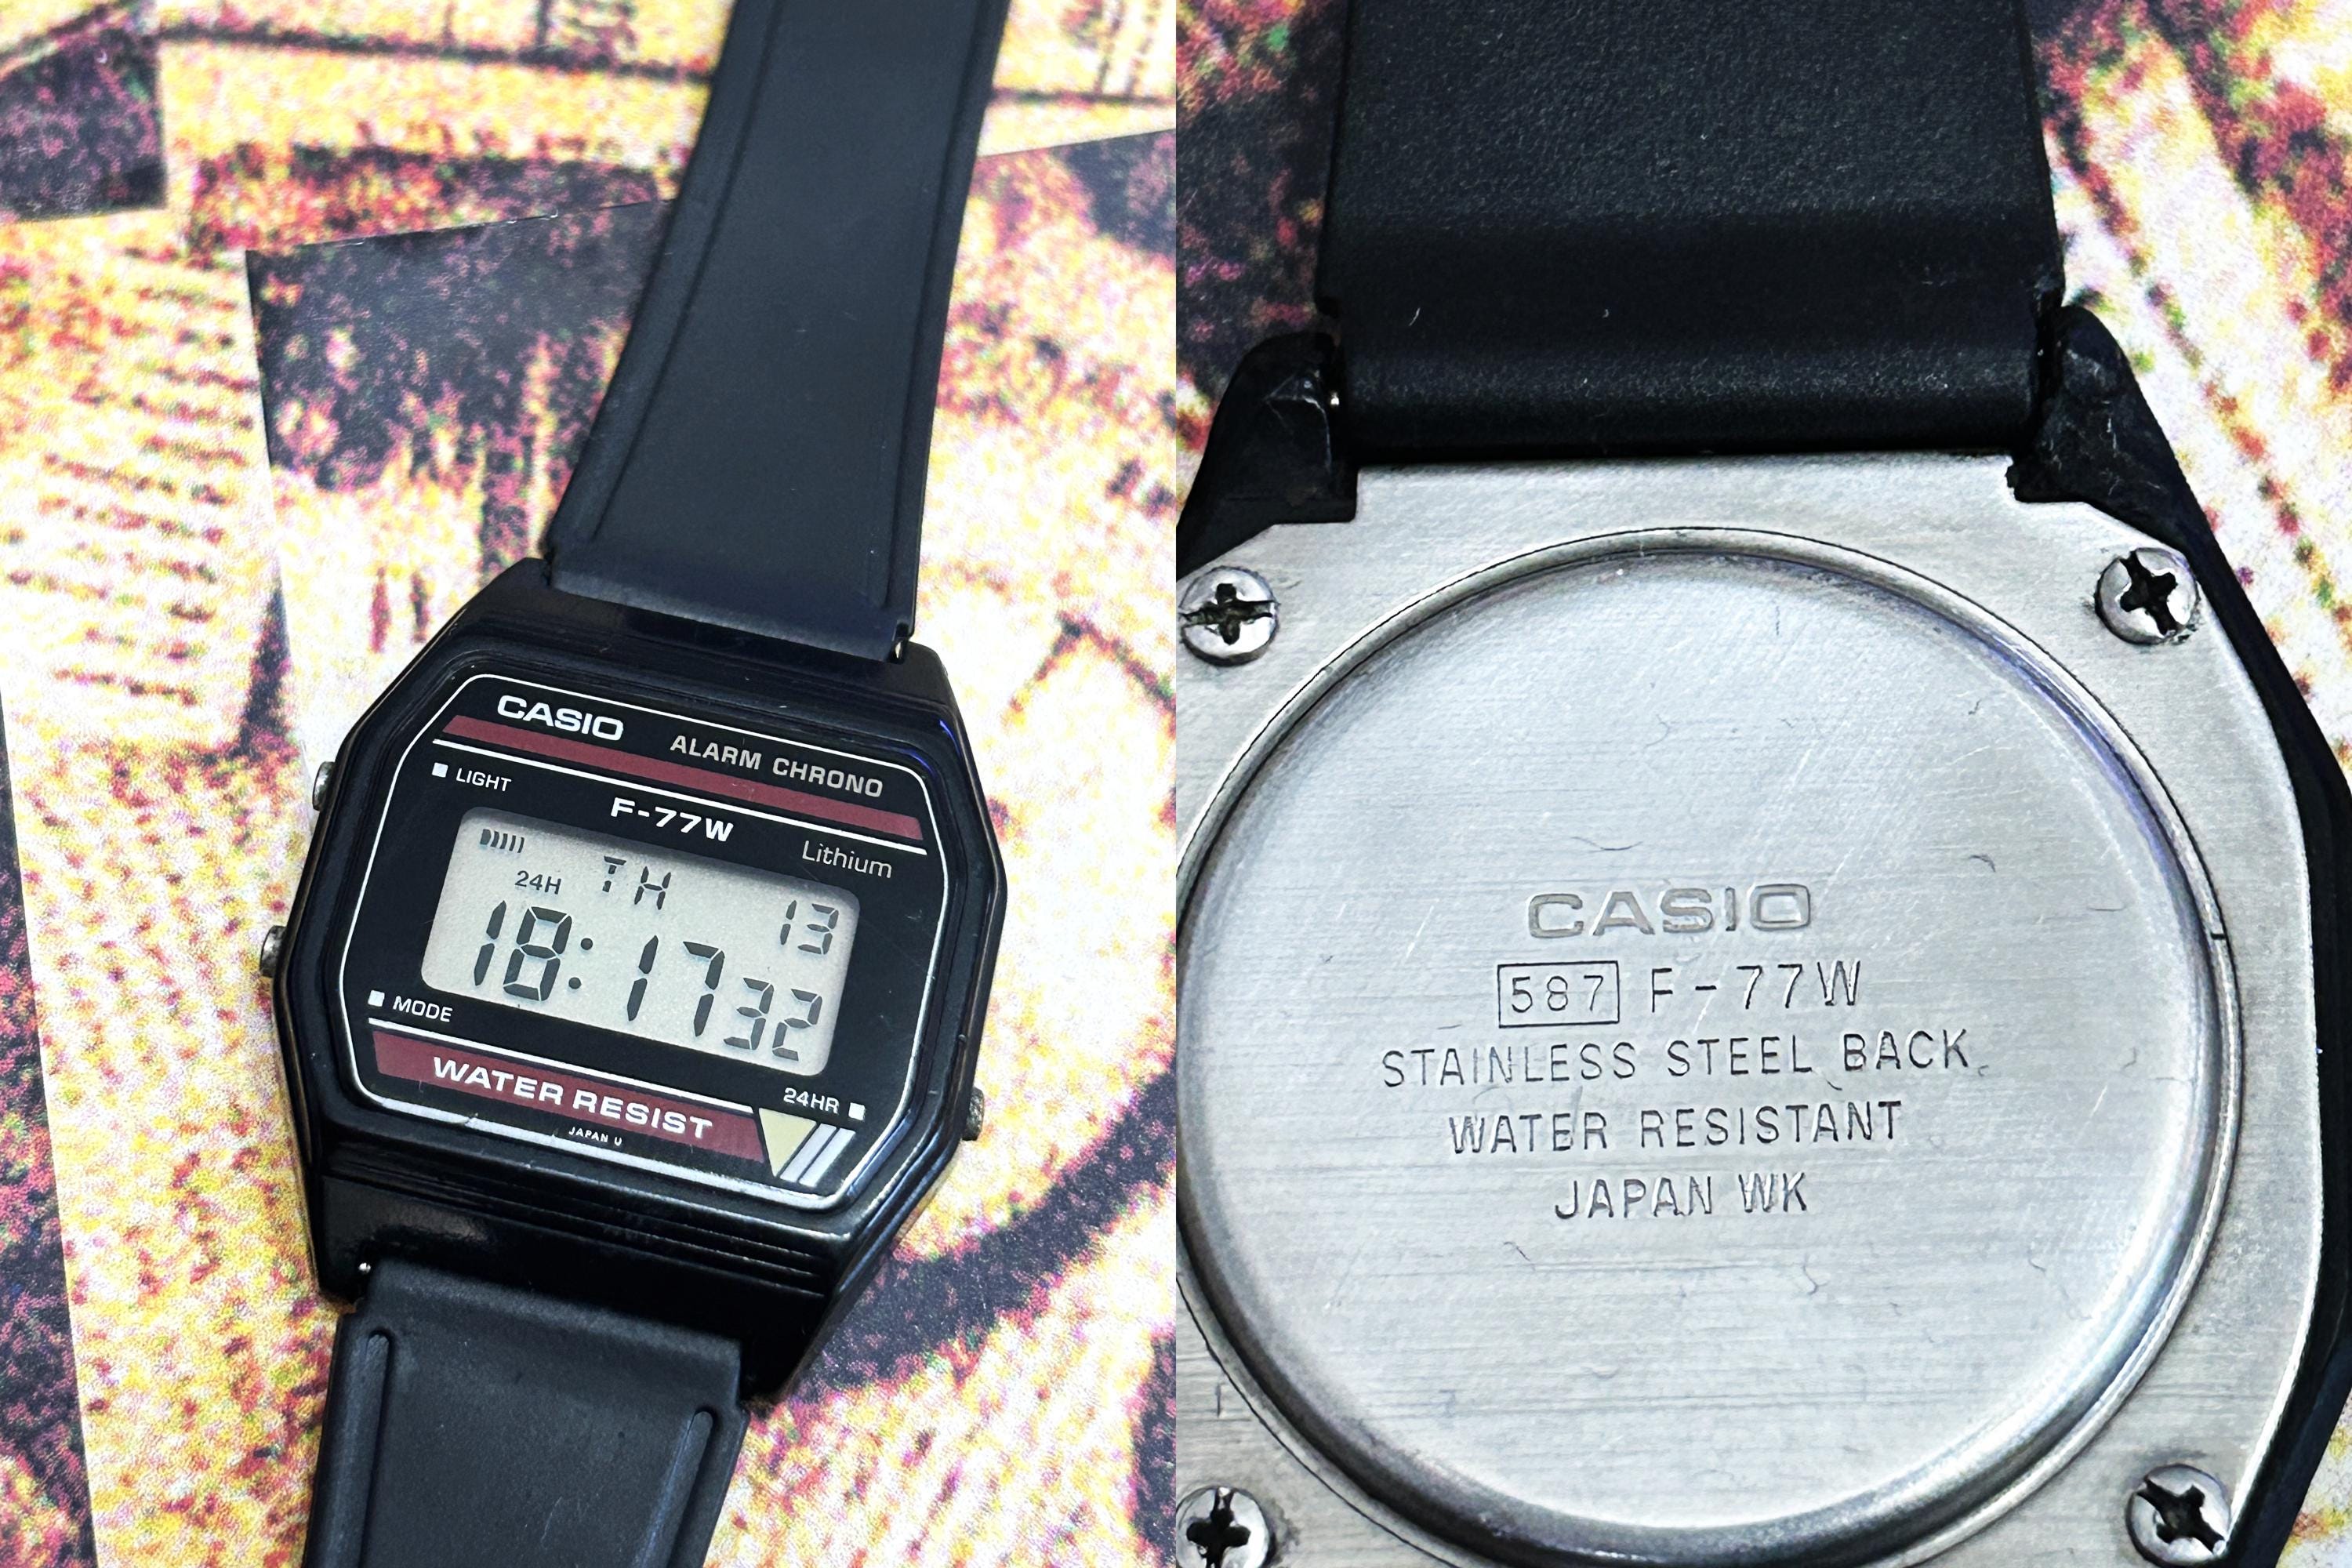 CASIO
ALARM CHRONO
LIGHT
F-77W
Lithium
24H TH 13
18:17 32
MODE
WATER RESIST
24HR
JAPAN U
CASIO
587 F-77W
STAINLESS STEEL BACK
WATER RESISTANT
JAPAN WK